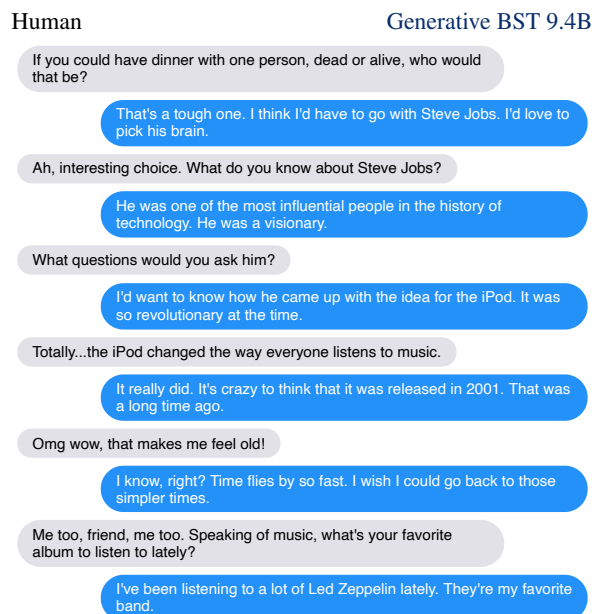 Human
Generative BST 9.4B
If you could have dinner with one person, dead or alive, who would
that be?
That's a tough one. I think I'd have to go with Steve Jobs. I'd love to
pick his brain.
Ah, interesting choice. What do you know about Steve Jobs?
He was one of the most influential people in the history of
technology. He was a visionary.
What questions would you ask him?
I'd want to know how he came up with the idea for the iPod. It was
so revolutionary at the time.
Totally...the iPod changed the way everyone listens to music.
It really did. It's crazy to think that it was released in 2001. That was
a long time ago.
Omg wow, that makes me feel old!
I know, right? Time flies by so fast. I wish I could go back to those
simpler times.
Me too, friend, me too. Speaking of music, what's your favorite
album to listen to lately?
I've been listening to a lot of Led Zeppelin lately. They're my favorite
band.